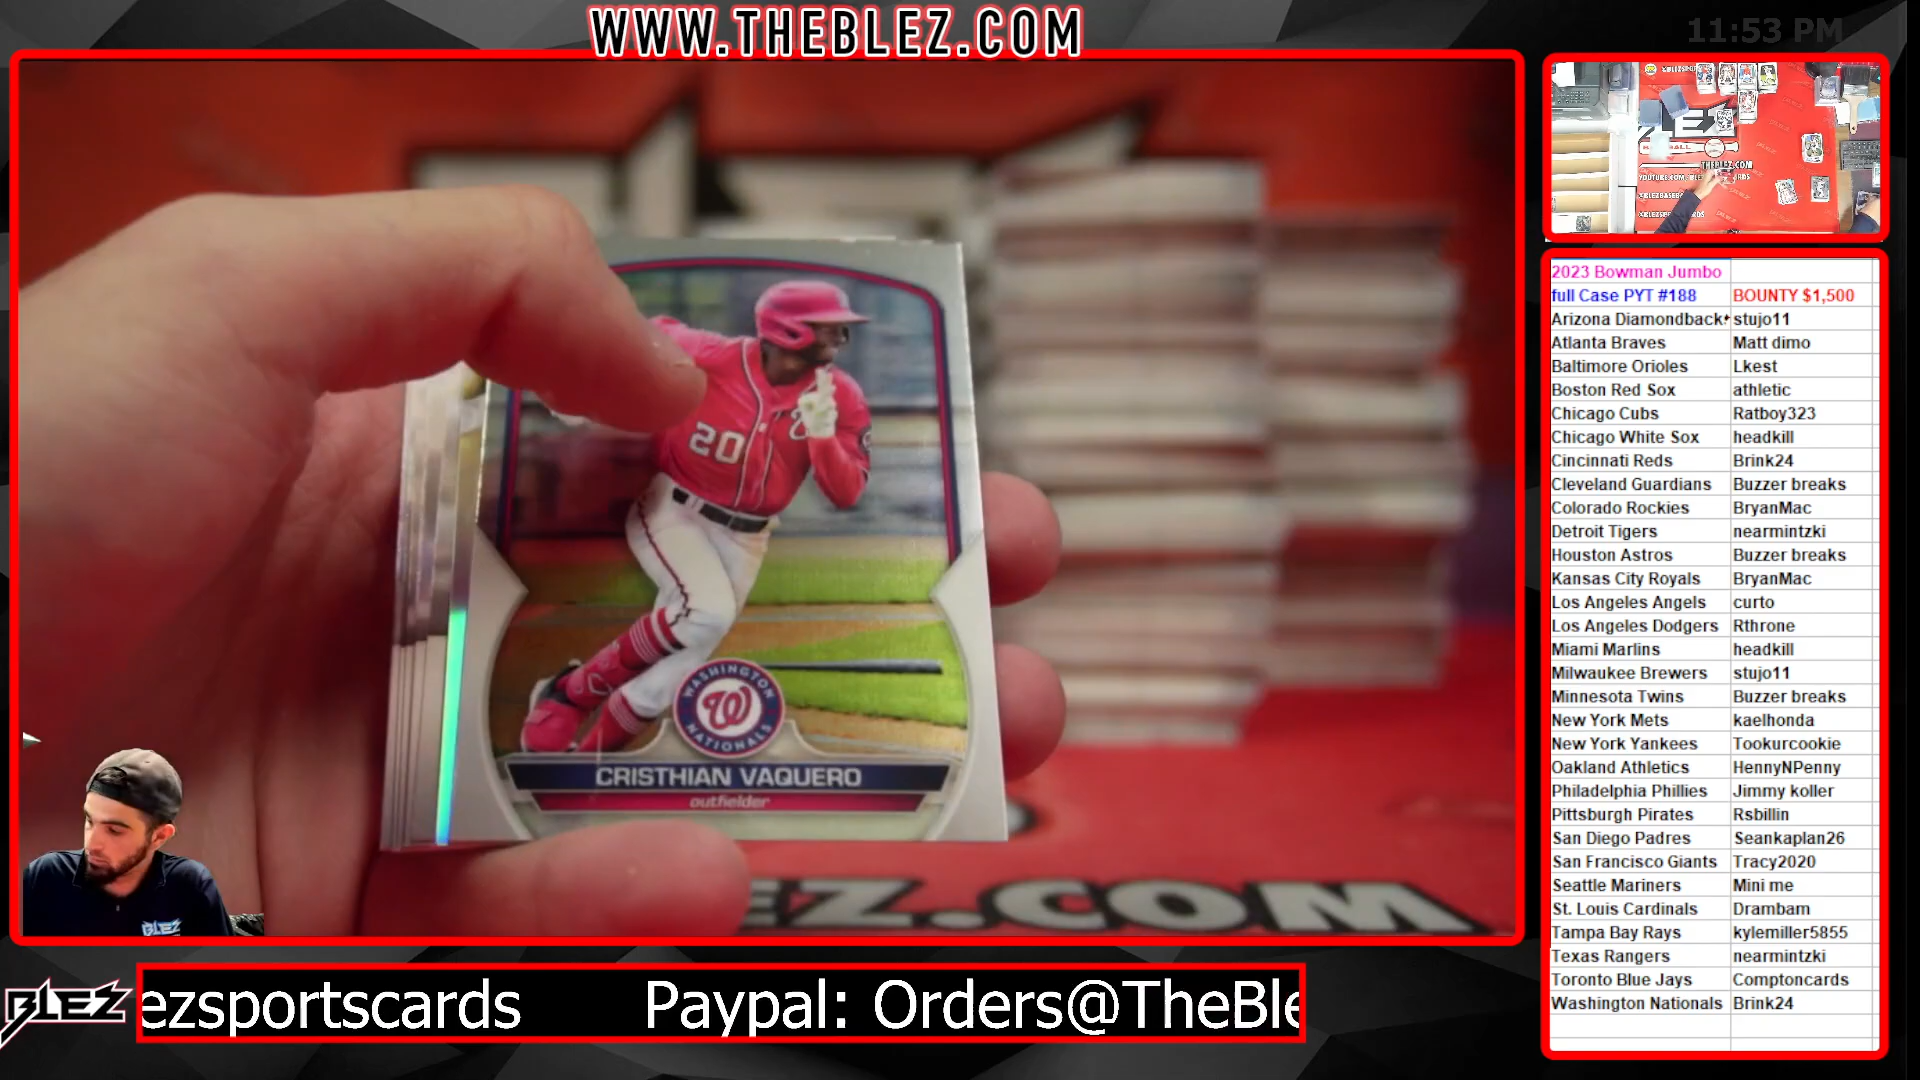 WWW.THEBLEZ.COM
11:53 PM
20
WASHINGTON
W
NATIONALS
CRISTHIAN VAQUERO
outfielder
EZ.COM
BLEZ
THEBLEZ.COM
2023 Bowman Jumbo
full Case PYT #188 BOUNTY $1,500
Arizona Diamondback stujo11
Atlanta Braves Matt dimo
Baltimore Orioles Lkest
Boston Red Sox athletic
Chicago Cubs Ratboy323
Chicago White Sox headkill
Cincinnati Reds Brink24
Cleveland Guardians Buzzer breaks
Colorado Rockies BryanMac
Detroit Tigers nearmintzki
Houston Astros Buzzer breaks
Kansas City Royals BryanMac
Los Angeles Angels curto
Los Angeles Dodgers Rthrone
Miami Marlins headkill
Milwaukee Brewers stujo11
Minnesota Twins Buzzer breaks
New York Mets kaelhonda
New York Yankees Tookurcookie
Oakland Athletics HennyNPenny
Philadelphia Phillies Jimmy koller
Pittsburgh Pirates Rsbillin
San Diego Padres Seankaplan26
San Francisco Giants Tracy2020
Seattle Mariners Mini me
St. Louis Cardinals Drambam
Tampa Bay Rays kylemiller5855
Texas Rangers nearmintzki
Toronto Blue Jays Comptoncards
Washington Nationals Brink24
BLEZ
ezsportscards Paypal: Orders@TheBle